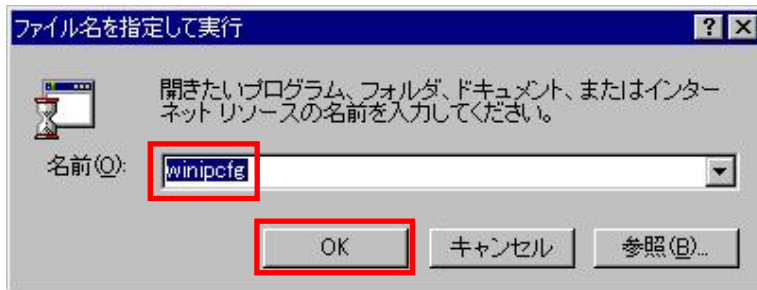 ファイル名を指定して実行
開きたいプログラム、フォルダ、ドキュメント、またはインター
ネット リソースの名前を入力してください。
名前(O):
winipcfg
OK
キャンセル
参照(B)...